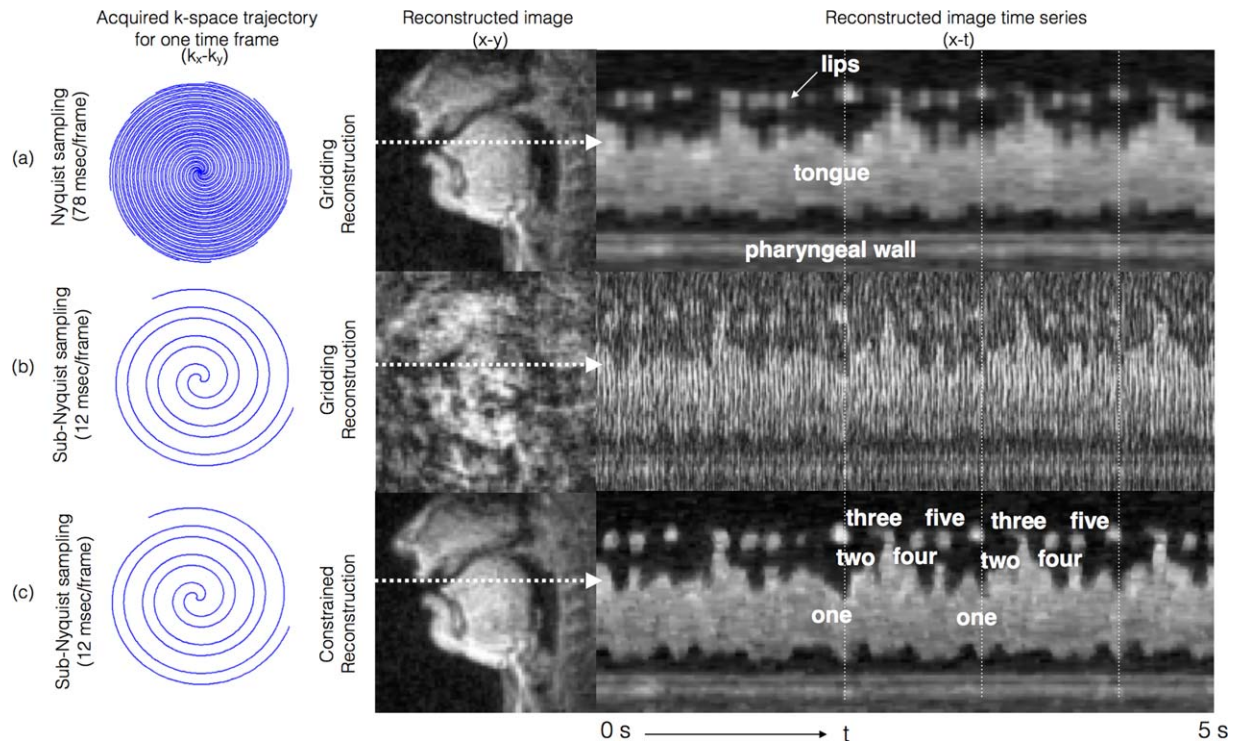 Acquired k-space trajectory
for one time frame
(kx-ky)
Reconstructed image
(x-y)
Reconstructed image time series
(x-t)
(a)
Nyquist sampling
(78 msec/frame)
Gridding
Reconstruction
lips
tongue
pharyngeal wall
(b)
Sub-Nyquist sampling
(12 msec/frame)
Gridding
Reconstruction
(c)
Sub-Nyquist sampling
(12 msec/frame)
Constrained
Reconstruction
three five three five
two four two four
one one
0 s t 5 s